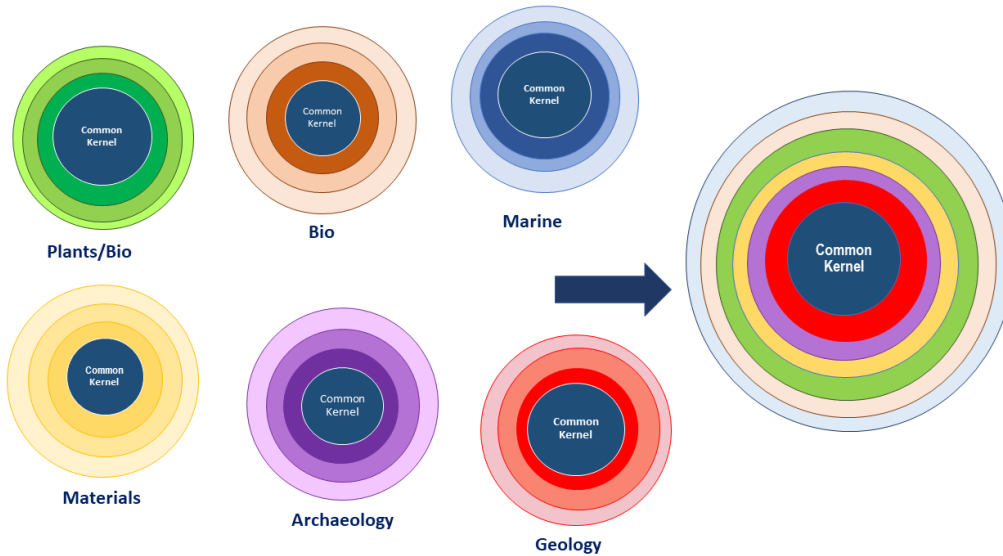 Common
Kernel
Plants/Bio
Common
Kernel
Bio
Common
Kernel
Marine
Common
Kernel
Materials
Common
Kernel
Archaeology
Common
Kernel
Geology
Common
Kernel